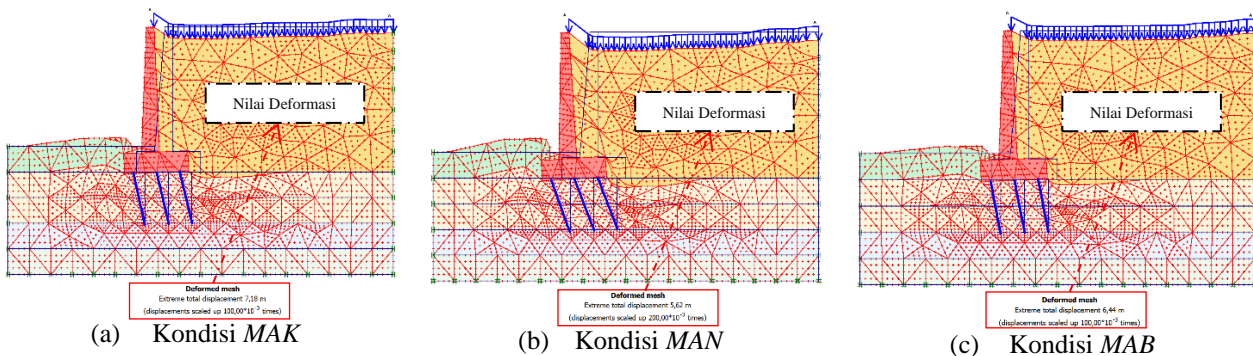 Nilai Deformasi
Deformed mesh
Extreme total displacement 7,18 m
(displacements scaled up 100,00*10-3 times)
(a) Kondisi MAK
Nilai Deformasi
Deformed mesh
Extreme total displacement 5,62 m
(displacements scaled up 200,00*10-3 times)
(b) Kondisi MAN
Nilai Deformasi
Deformed mesh
Extreme total displacement 6,44 m
(displacements scaled up 100,00*10-3 times)
(c) Kondisi MAB